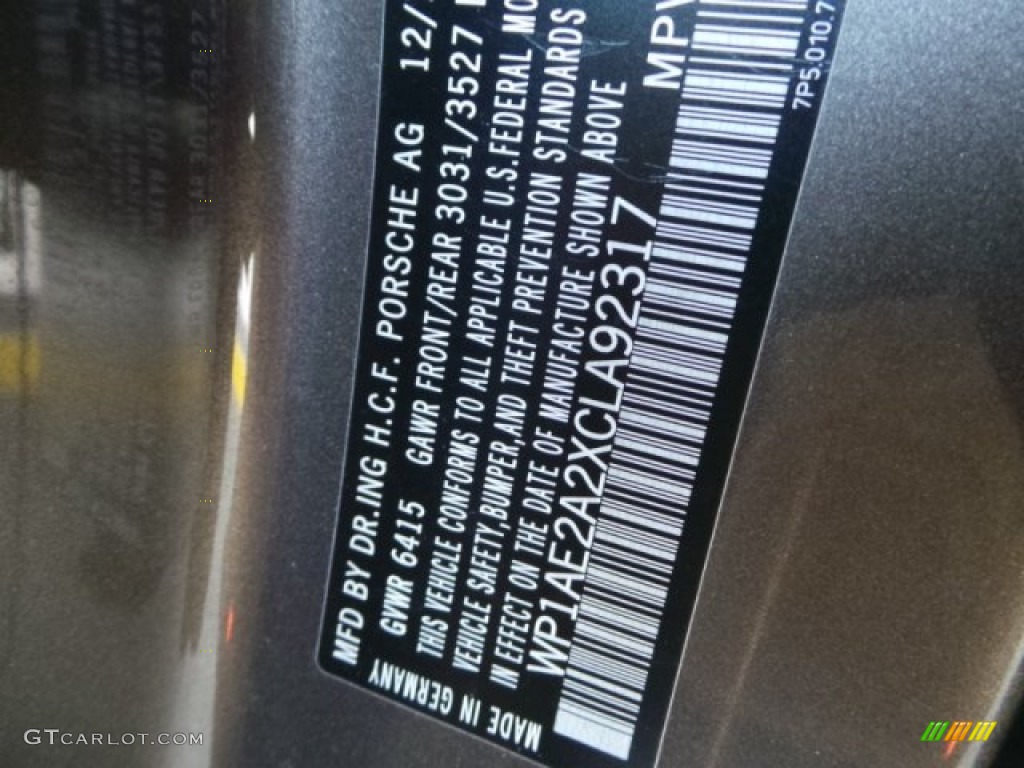 MFD BY DR.ING H.C.F. PORSCHE AG 12/
GVWR 6415 GAWR FRONT/REAR 3031/3527
THIS VEHICLE CONFORMS TO ALL APPLICABLE U.S.FEDERAL
VEHICLE SAFETY,BUMPER,AND THEFT PREVENTION STANDARDS
IN EFFECT ON THE DATE OF MANUFACTURE SHOWN ABOVE
WP1AE2A2XCLA92317 MPV
MADE IN GERMANY
7P5.010.7
GTCARLOT.COM